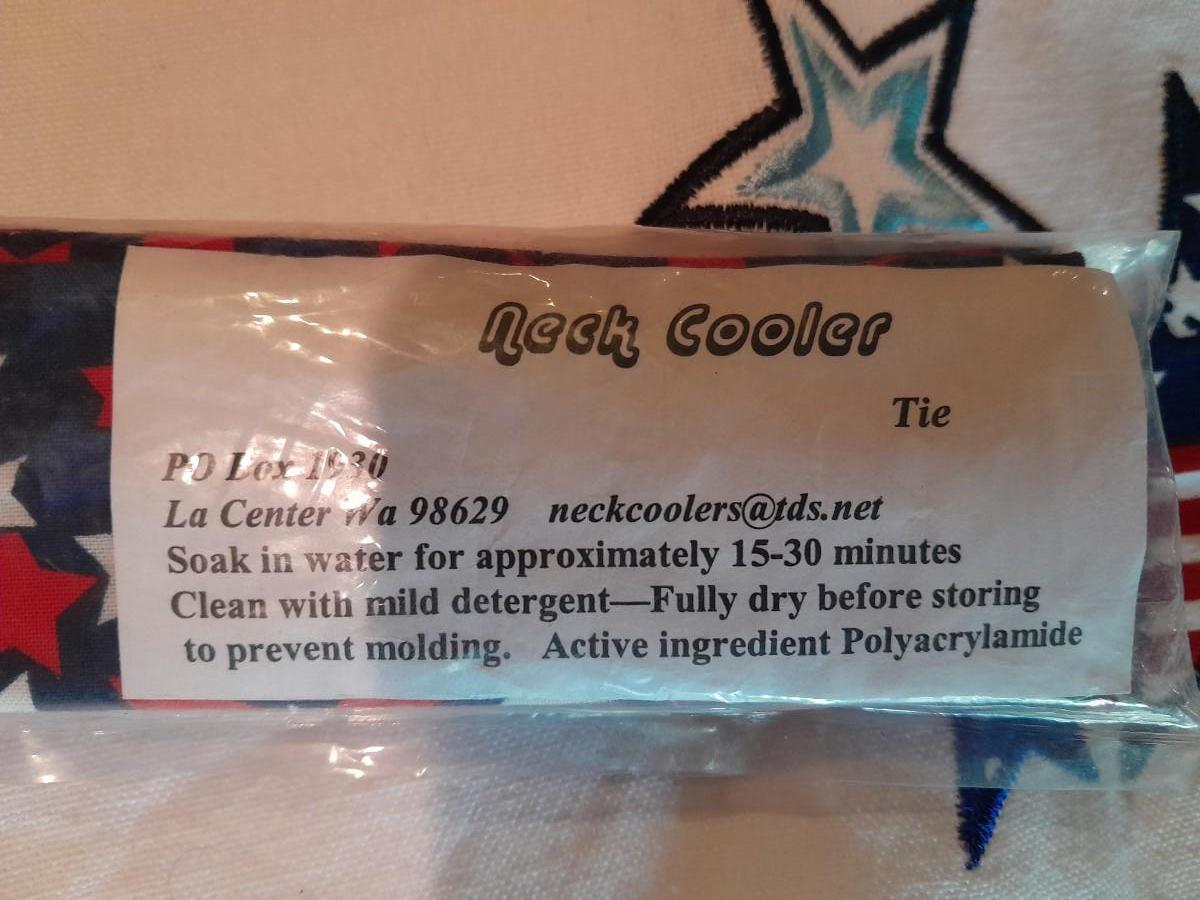 Neck Cooler
Tie
PO Box 1930
La Center Wa 98629 neckcoolers@tds.net
Soak in water for approximately 15-30 minutes
Clean with mild detergent—Fully dry before storing
to prevent molding. Active ingredient Polyacrylamide